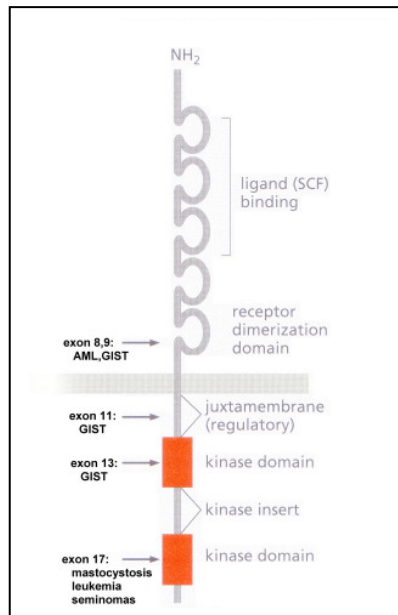 NH2
ligand (SCF)
binding
receptor
dimerization
domain
exon 8,9:
AML,GIST
juxtamembrane
(regulatory)
exon 11:
GIST
kinase domain
exon 13:
GIST
kinase insert
kinase domain
exon 17:
mastocystosis
leukemia
seminomas